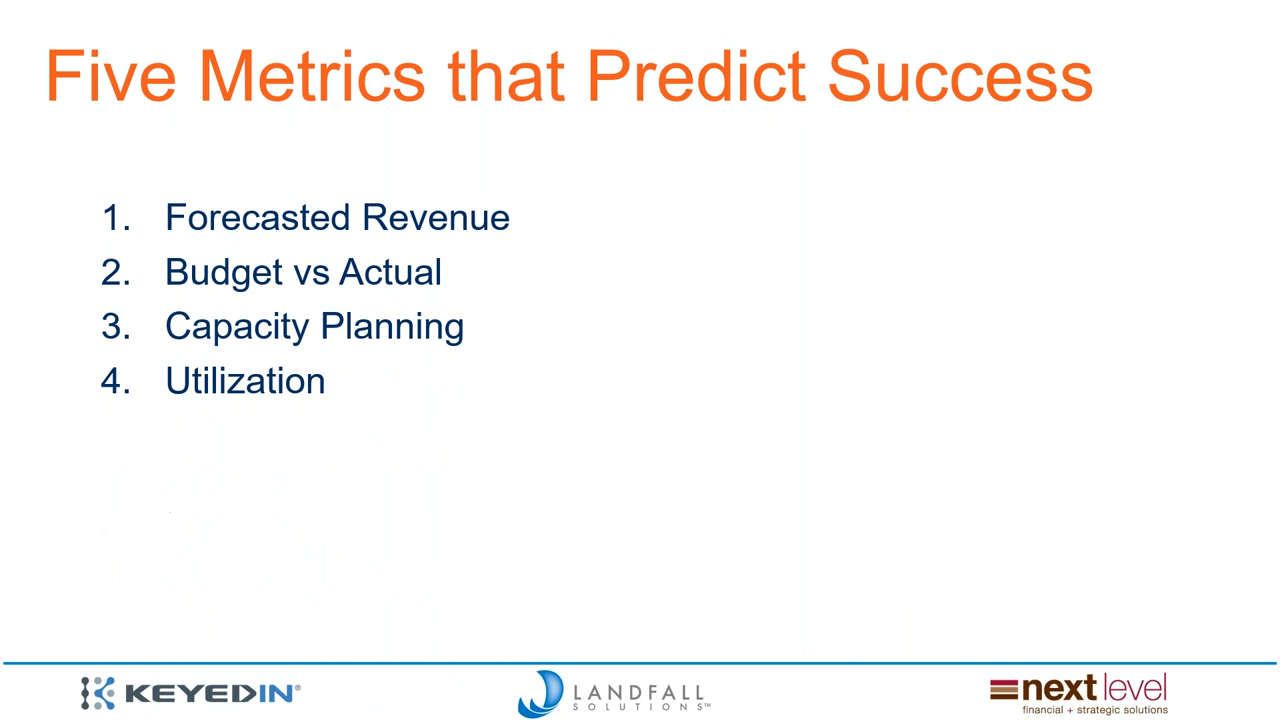 Five Metrics that Predict Success
1. Forecasted Revenue
2. Budget vs Actual
3. Capacity Planning
4. Utilization
KEYEDIN®
LANDFALL
SOLUTIONS™
next level
financial + strategic solutions